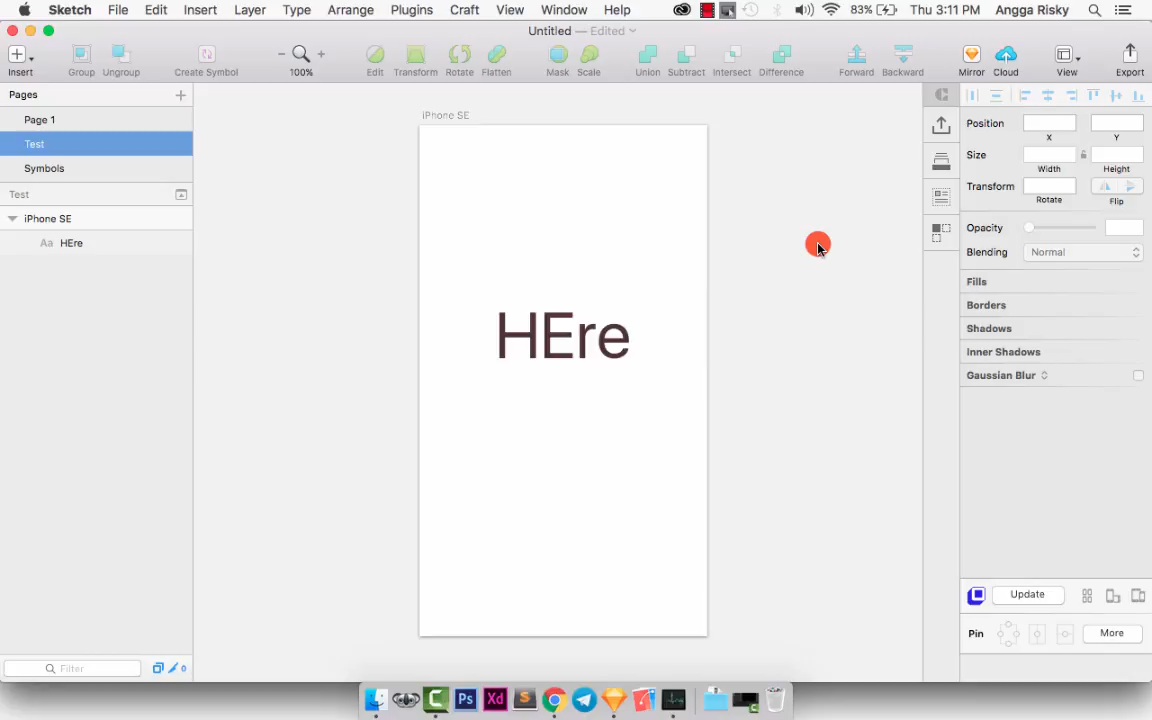 Sketch File Edit Insert Layer Type Arrange Plugins Craft View Window Help 83% Thu 3:11 PM Angga Risky
Untitled — Edited
Insert Group Ungroup Create Symbol 100% Edit Transform Rotate Flatten Mask Scale Union Subtract Intersect Difference Forward Backward Mirror Cloud View Export
Pages
Page 1
Test
Symbols
Test
iPhone SE
Aa HEre
Filter
0
iPhone SE
HEre
Position
X Y
Size
Width Height
Transform
Rotate Flip
Opacity
Blending Normal
Fills
Borders
Shadows
Inner Shadows
Gaussian Blur
Update
Pin More
C Ps Xd S